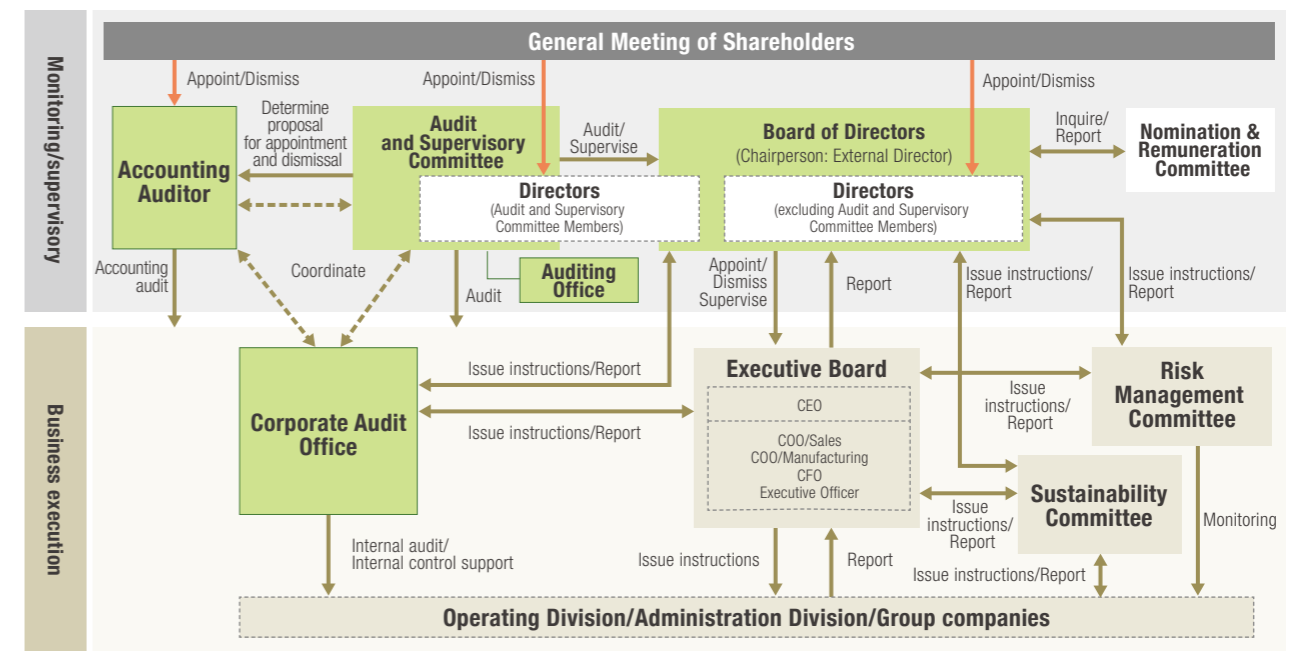 Monitoring/supervisory
Business execution
General Meeting of Shareholders
Appoint/Dismiss
Appoint/Dismiss
Appoint/Dismiss
Accounting
Auditor
Determine
proposal
for appointment
and dismissal
Audit
and Supervisory
Committee
Audit/
Supervise
Directors
(Audit and Supervisory
Committee Members)
Board of Directors
(Chairperson: External Director)
Directors
(excluding Audit and Supervisory
Committee Members)
Inquire/
Report
Nomination &
Remuneration
Committee
Accounting
audit
Coordinate
Audit
Auditing
Office
Appoint/
Dismiss
Supervise
Report
Issue instructions/
Report
Issue instructions/
Report
Corporate Audit
Office
Issue instructions/Report
Issue instructions/Report
Executive Board
CEO
COO/Sales
COO/Manufacturing
CFO
Executive Officer
Issue
instructions/
Report
Risk
Management
Committee
Issue
instructions/
Report
Sustainability
Committee
Monitoring
Internal audit/
Internal control support
Issue instructions
Report
Issue instructions/Report
Operating Division/Administration Division/Group companies